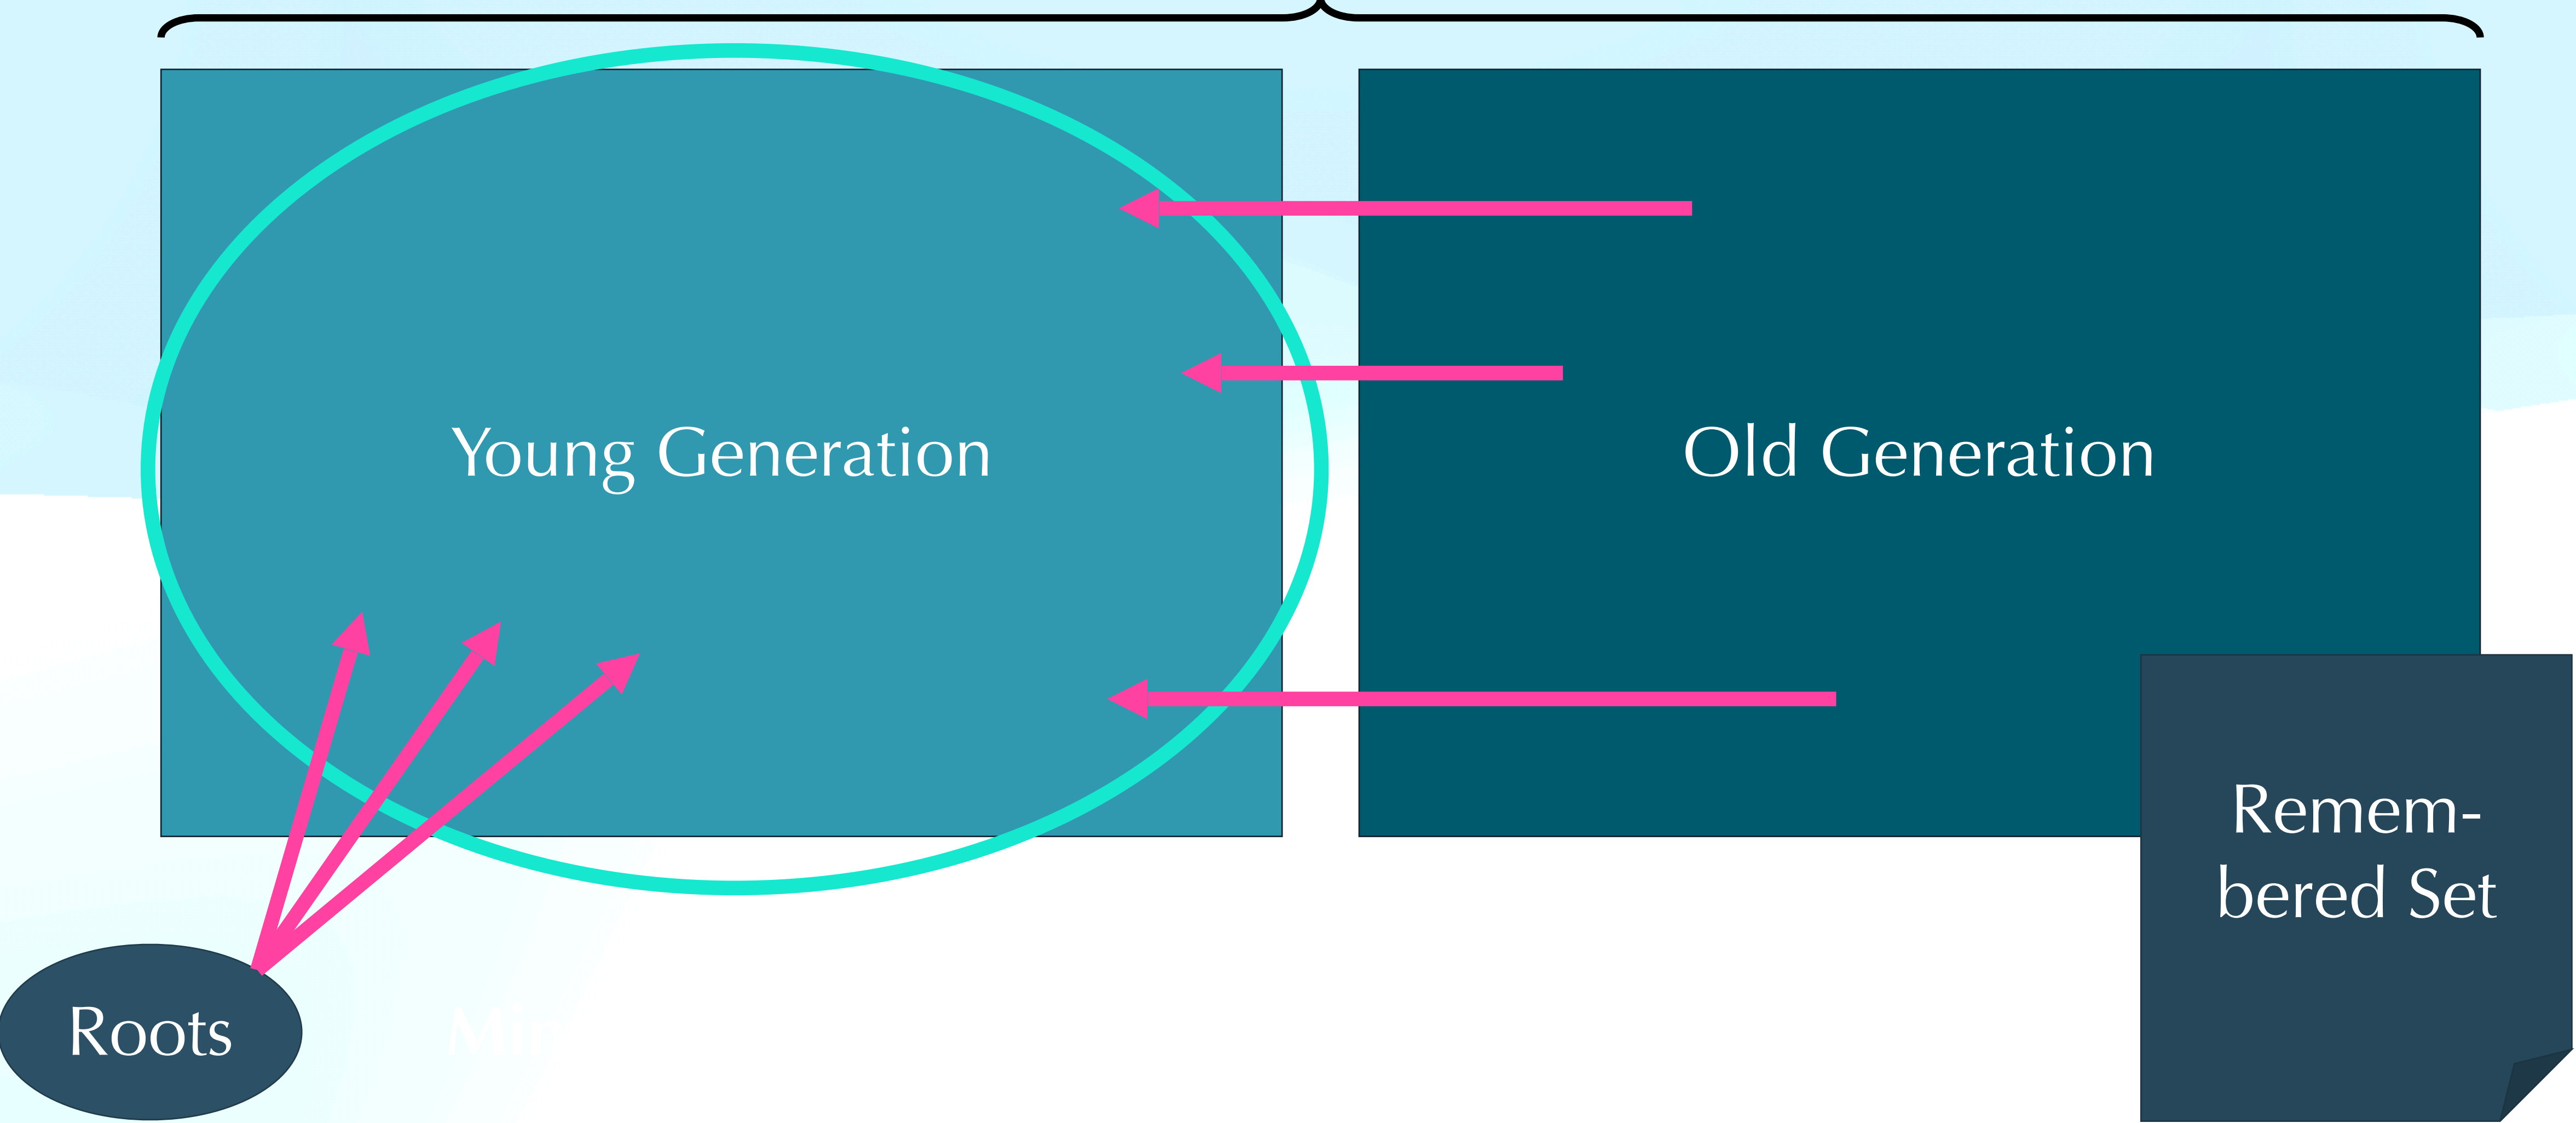 Young Generation
Old Generation
Remem-
bered Set
Roots